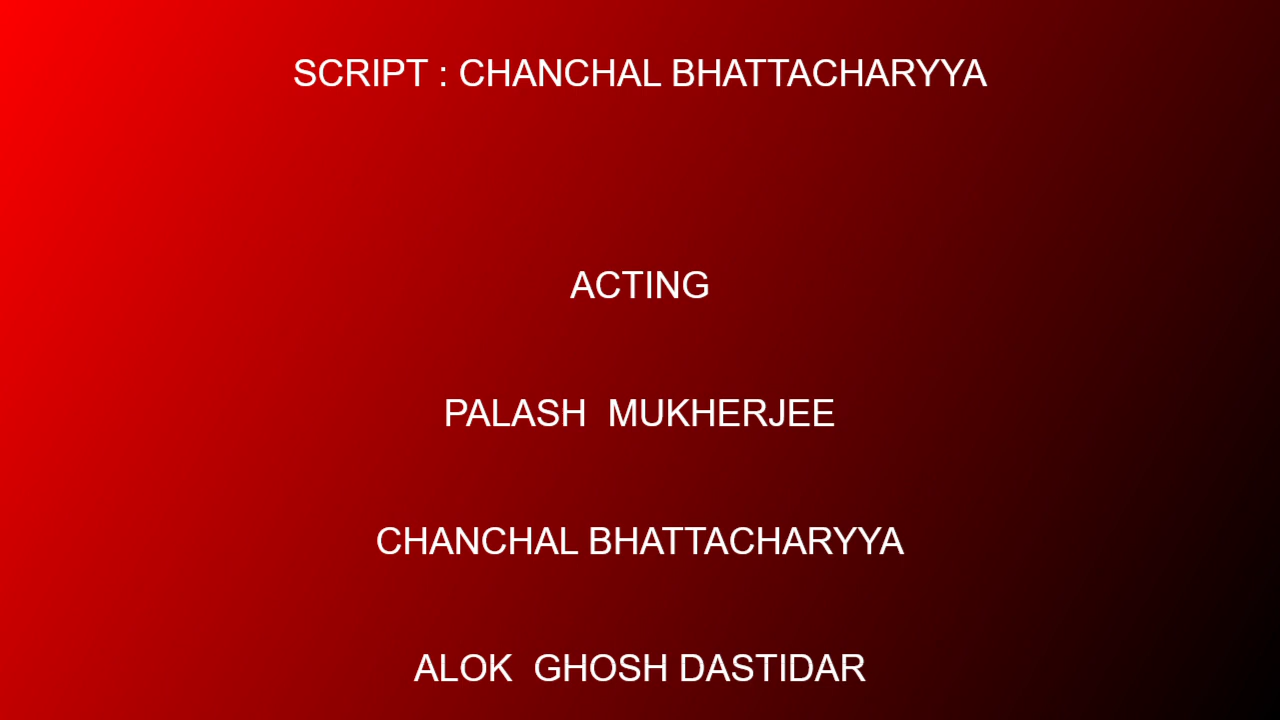 SCRIPT : CHANCHAL BHATTACHARYYA
ACTING
PALASH  MUKHERJEE
CHANCHAL BHATTACHARYYA
ALOK  GHOSH DASTIDAR